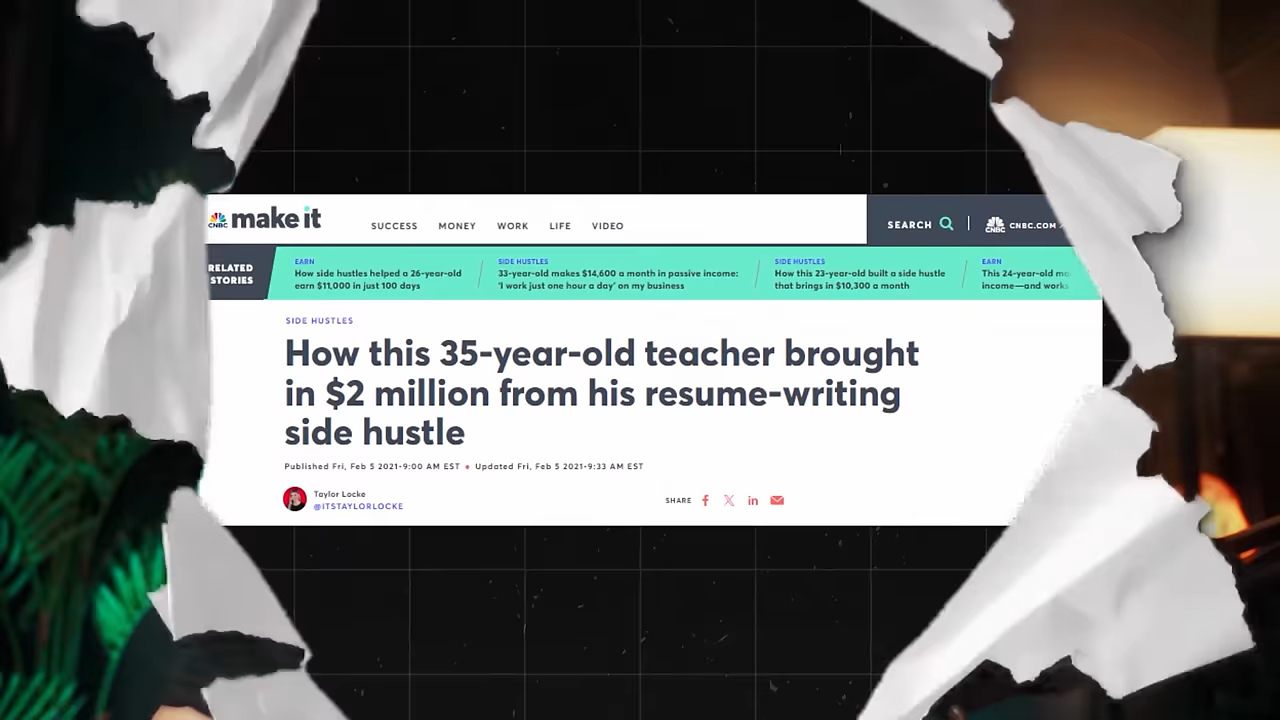 CNBC make it
SUCCESS MONEY WORK LIFE VIDEO
SEARCH
CNBC CNBC.COM
RELATED
STORIES
EARN
How side hustles helped a 26-year-old
earn $11,000 in just 100 days
SIDE HUSTLES
33-year-old makes $14,600 a month in passive income:
'I work just one hour a day' on my business
SIDE HUSTLES
How this 23-year-old built a side hustle
that brings in $10,300 a month
EARN
This 24-year-old
income—and works
SIDE HUSTLES
How this 35-year-old teacher brought
in $2 million from his resume-writing
side hustle
Published Fri, Feb 5 2021•9:00 AM EST • Updated Fri, Feb 5 2021•9:33 AM EST
Taylor Locke
@ITSTAYLORLOCKE
SHARE